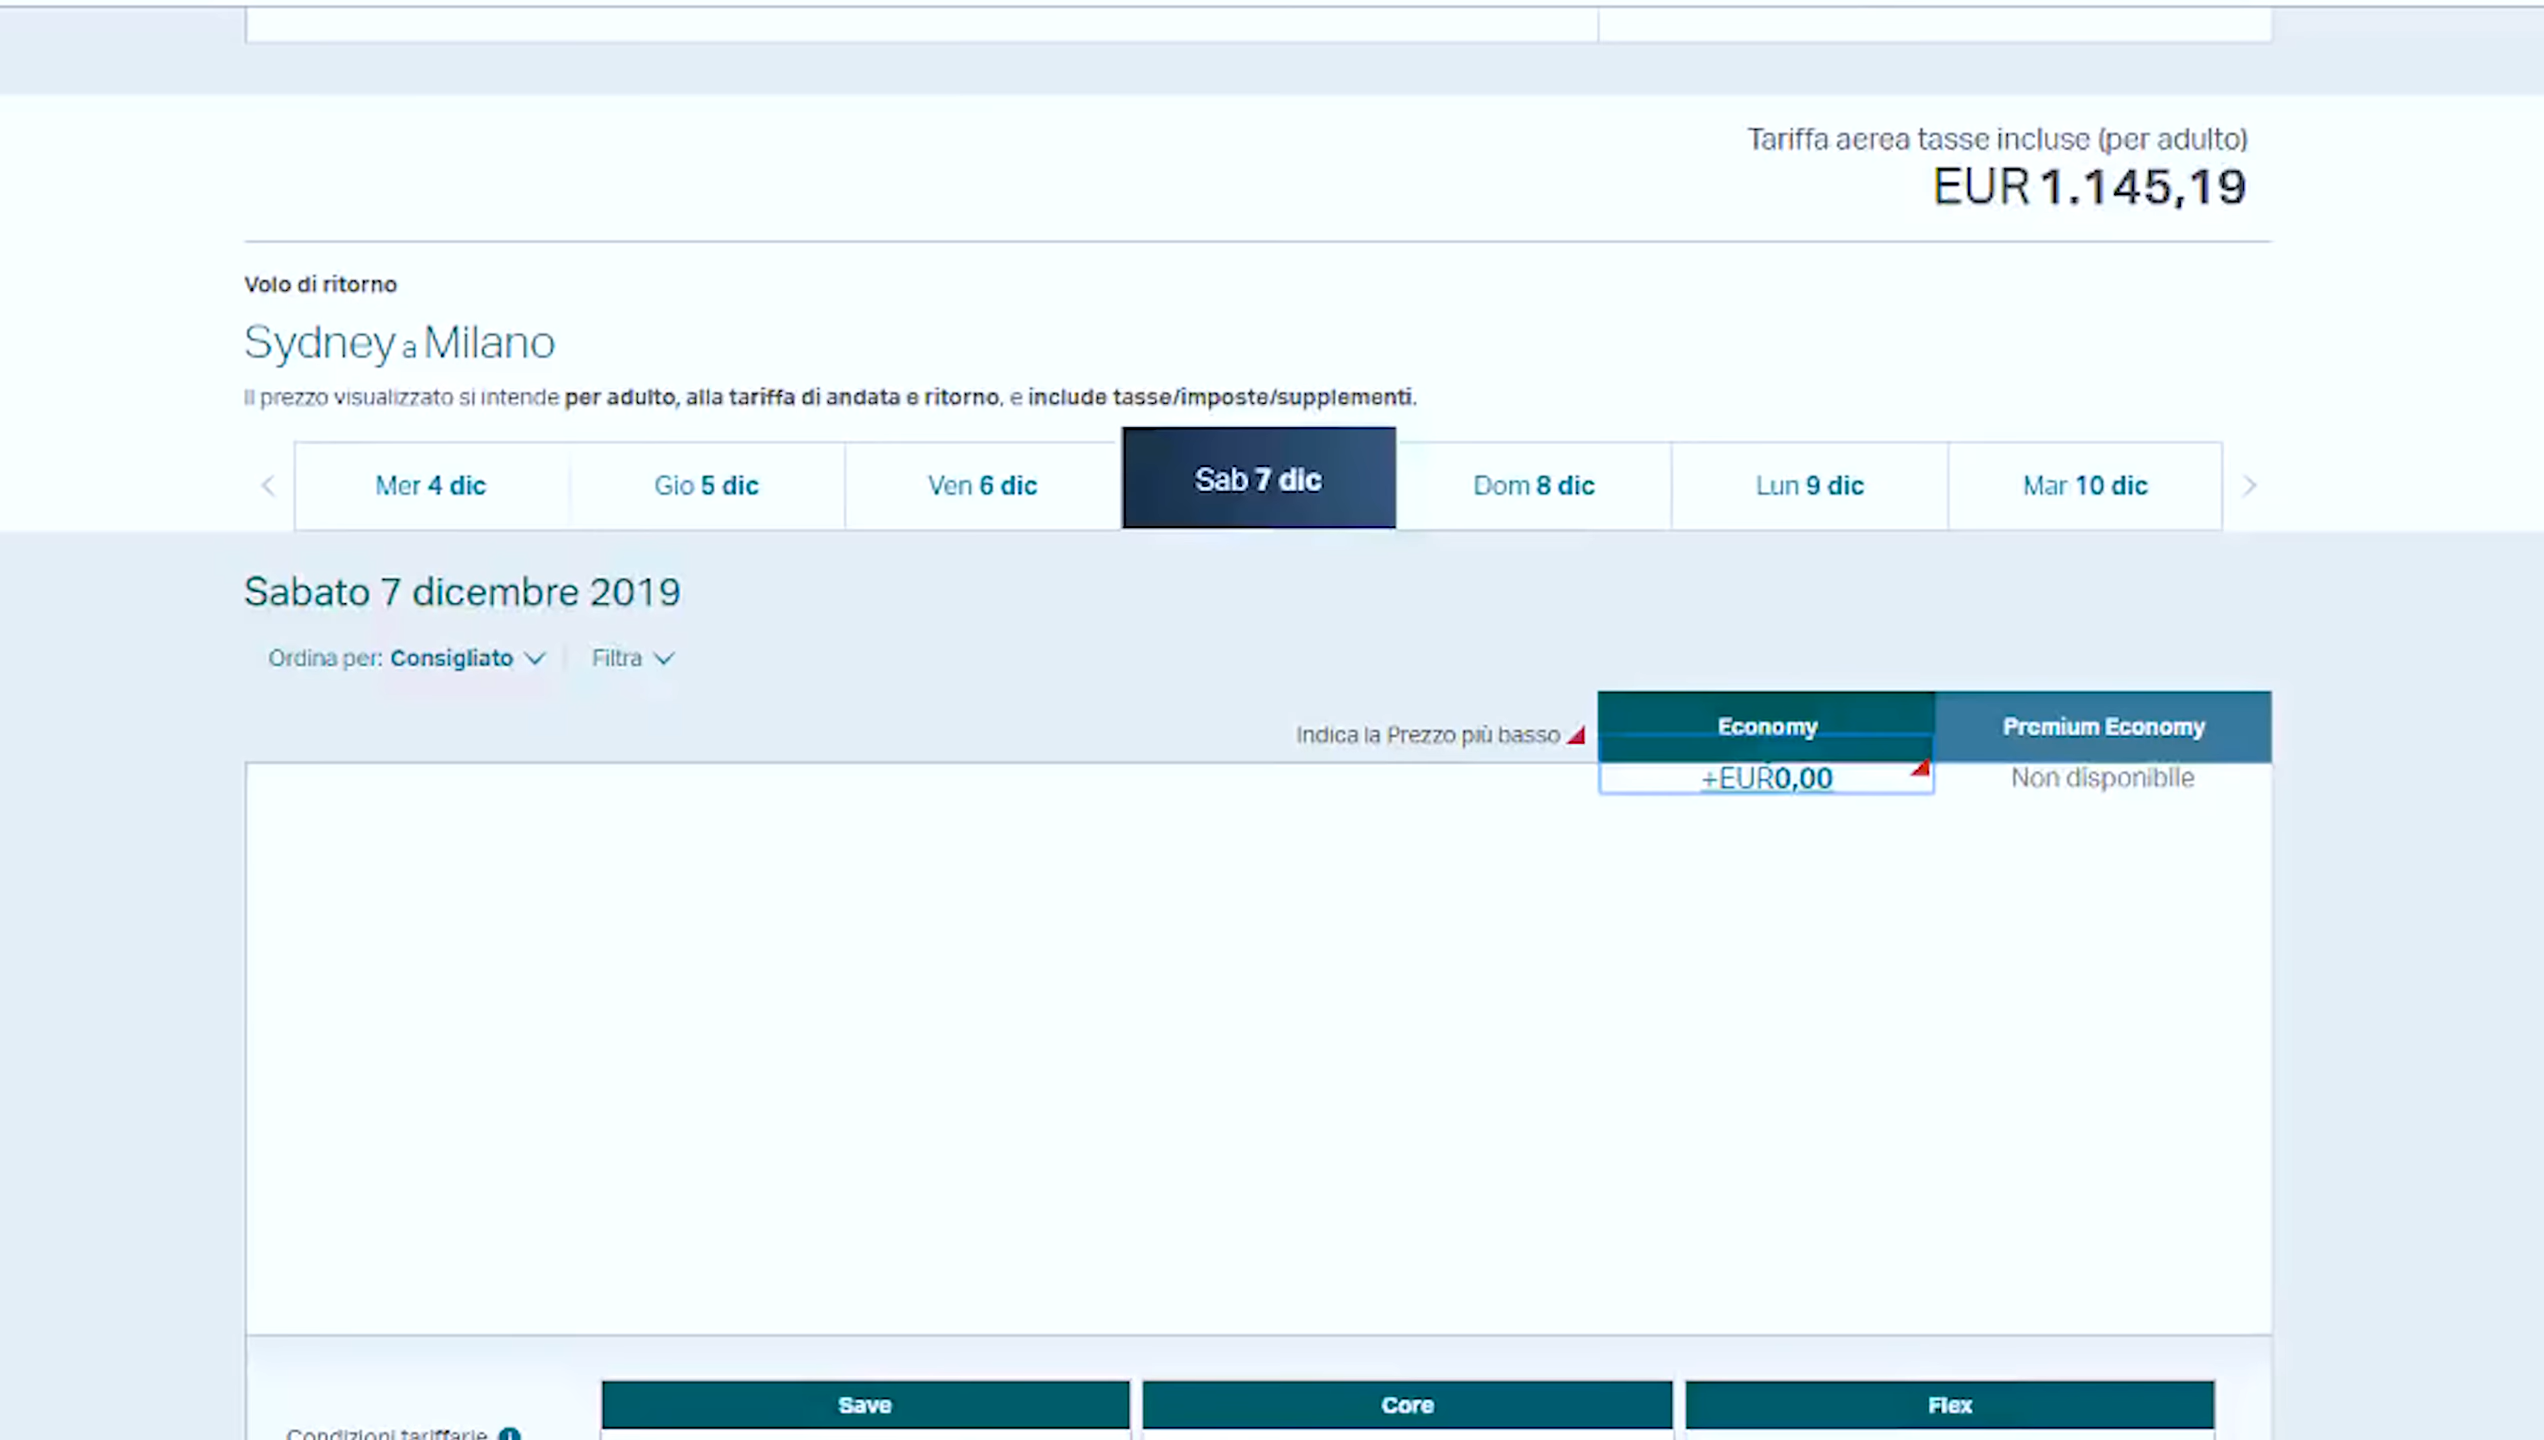 Tariffa aerea tasse incluse (per adulto)
EUR 1.145,19
Volo di ritorno
Sydney a Milano
Il prezzo visualizzato si intende per adulto, alla tariffa di andata e ritorno, e include tasse/imposte/supplementi.
Mer 4 dic
Gio 5 dic
Ven 6 dic
Sab 7 dic
Dom 8 dic
Lun 9 dic
Mar 10 dic
Sabato 7 dicembre 2019
Ordina per: Consigliato
Filtra
Indica la Prezzo più basso
Economy
Premium Economy
+EUR0,00
Non disponibile
Save
Core
Flex
Condizioni tariffarie